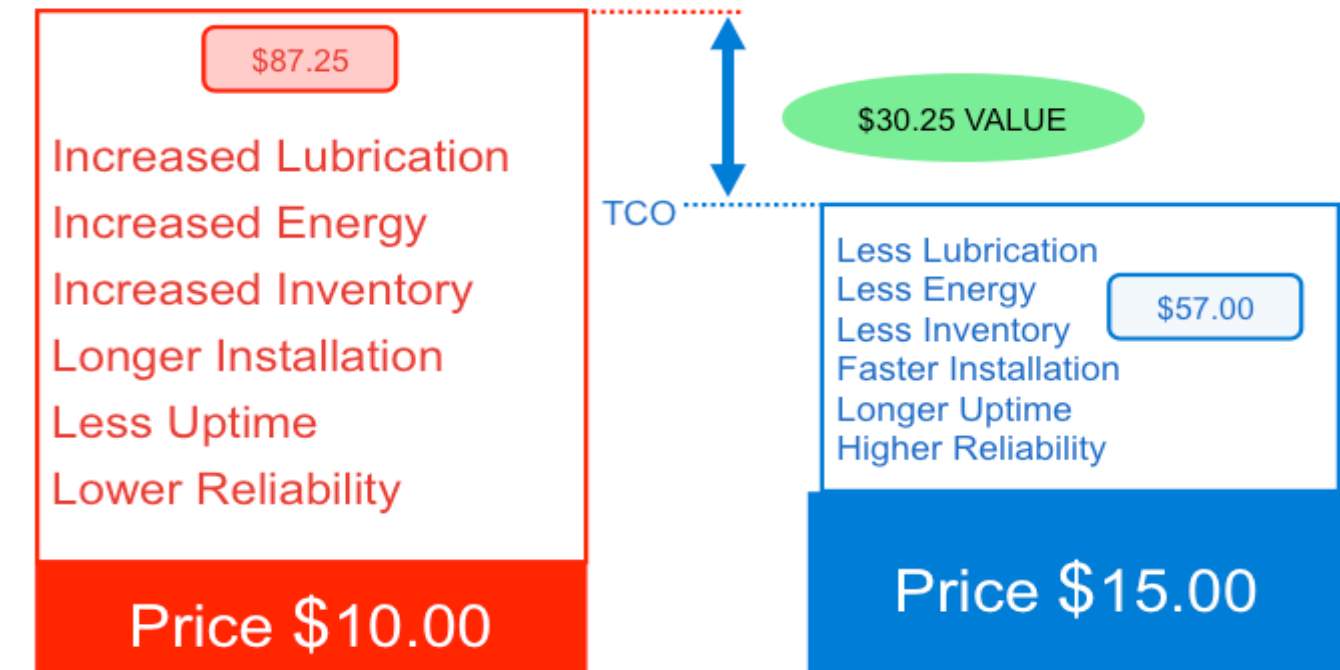 $87.25
Increased Lubrication
Increased Energy
Increased Inventory
Longer Installation
Less Uptime
Lower Reliability
Price $10.00
$30.25 VALUE
TCO
Less Lubrication
Less Energy
Less Inventory
Faster Installation
Longer Uptime
Higher Reliability
$57.00
Price $15.00